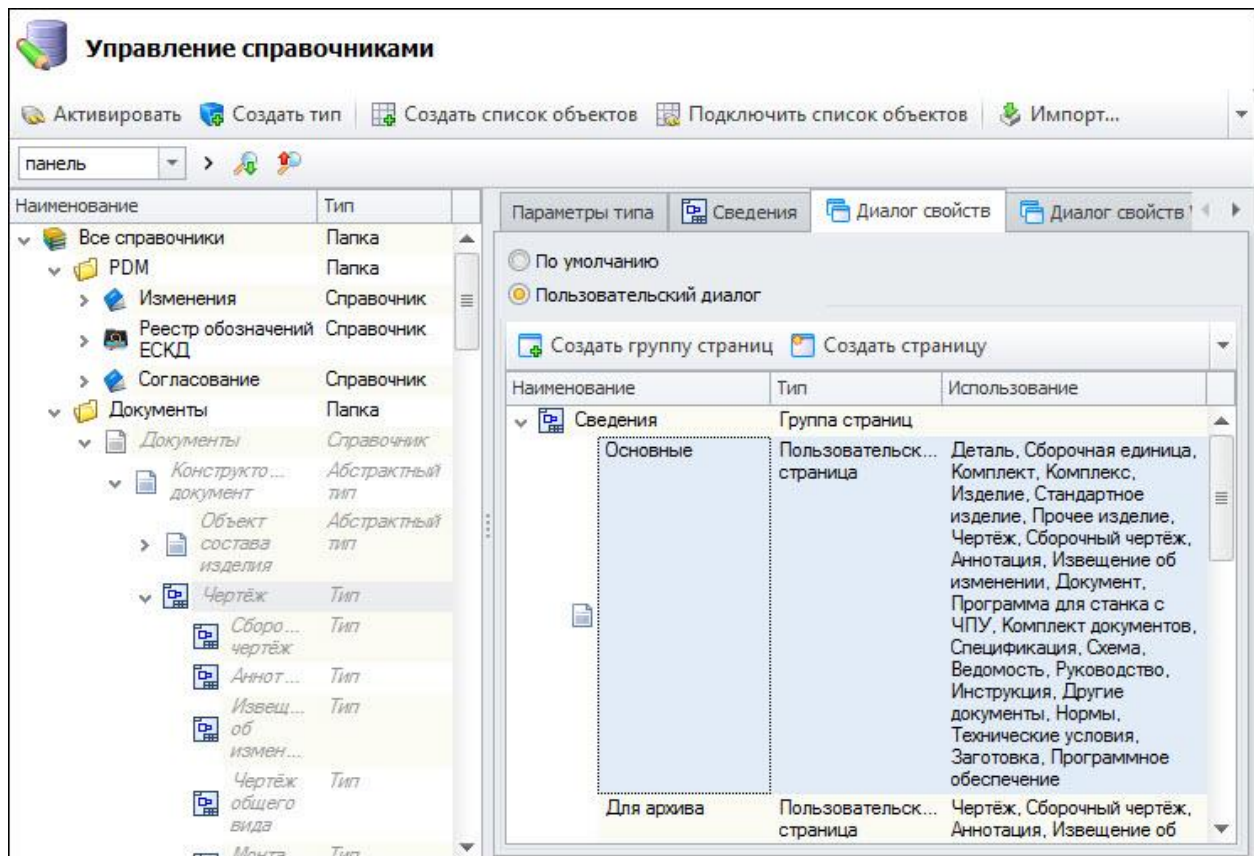 Управление справочниками
Активировать Создать тип Создать список объектов Подключить список объектов Импорт...
панель
Наименование Тип
Все справочники Папка
PDM Папка
Изменения Справочник
Реестр обозначений Справочник
ЕСКД
Согласование Справочник
Документы Папка
Документы Справочник
Конструкто... Абстрактный
документ тип
Объект Абстрактный
состава тип
изделия
Чертёж Тип
Сборо... Тип
чертёж
Аннот... Тип
Извещ... Тип
об
измен...
Чертёж Тип
общего
вида
Монта Тип
Параметры типа Сведения Диалог свойств Диалог свойств
По умолчанию
Пользовательский диалог
Создать группу страниц Создать страницу
Наименование Тип Использование
Сведения Группа страниц
Основные Пользовательск... Деталь, Сборочная единица,
страница Комплект, Комплекс,
Изделие, Стандартное
изделие, Прочее изделие,
Чертёж, Сборочный чертёж,
Аннотация, Извещение об
изменении, Документ,
Программа для станка с
ЧПУ, Комплект документов,
Спецификация, Схема,
Ведомость, Руководство,
Инструкция, Другие
документы, Нормы,
Технические условия,
Заготовка, Программное
обеспечение
Для архива Пользовательск... Чертёж, Сборочный чертёж,
страница Аннотация, Извещение об